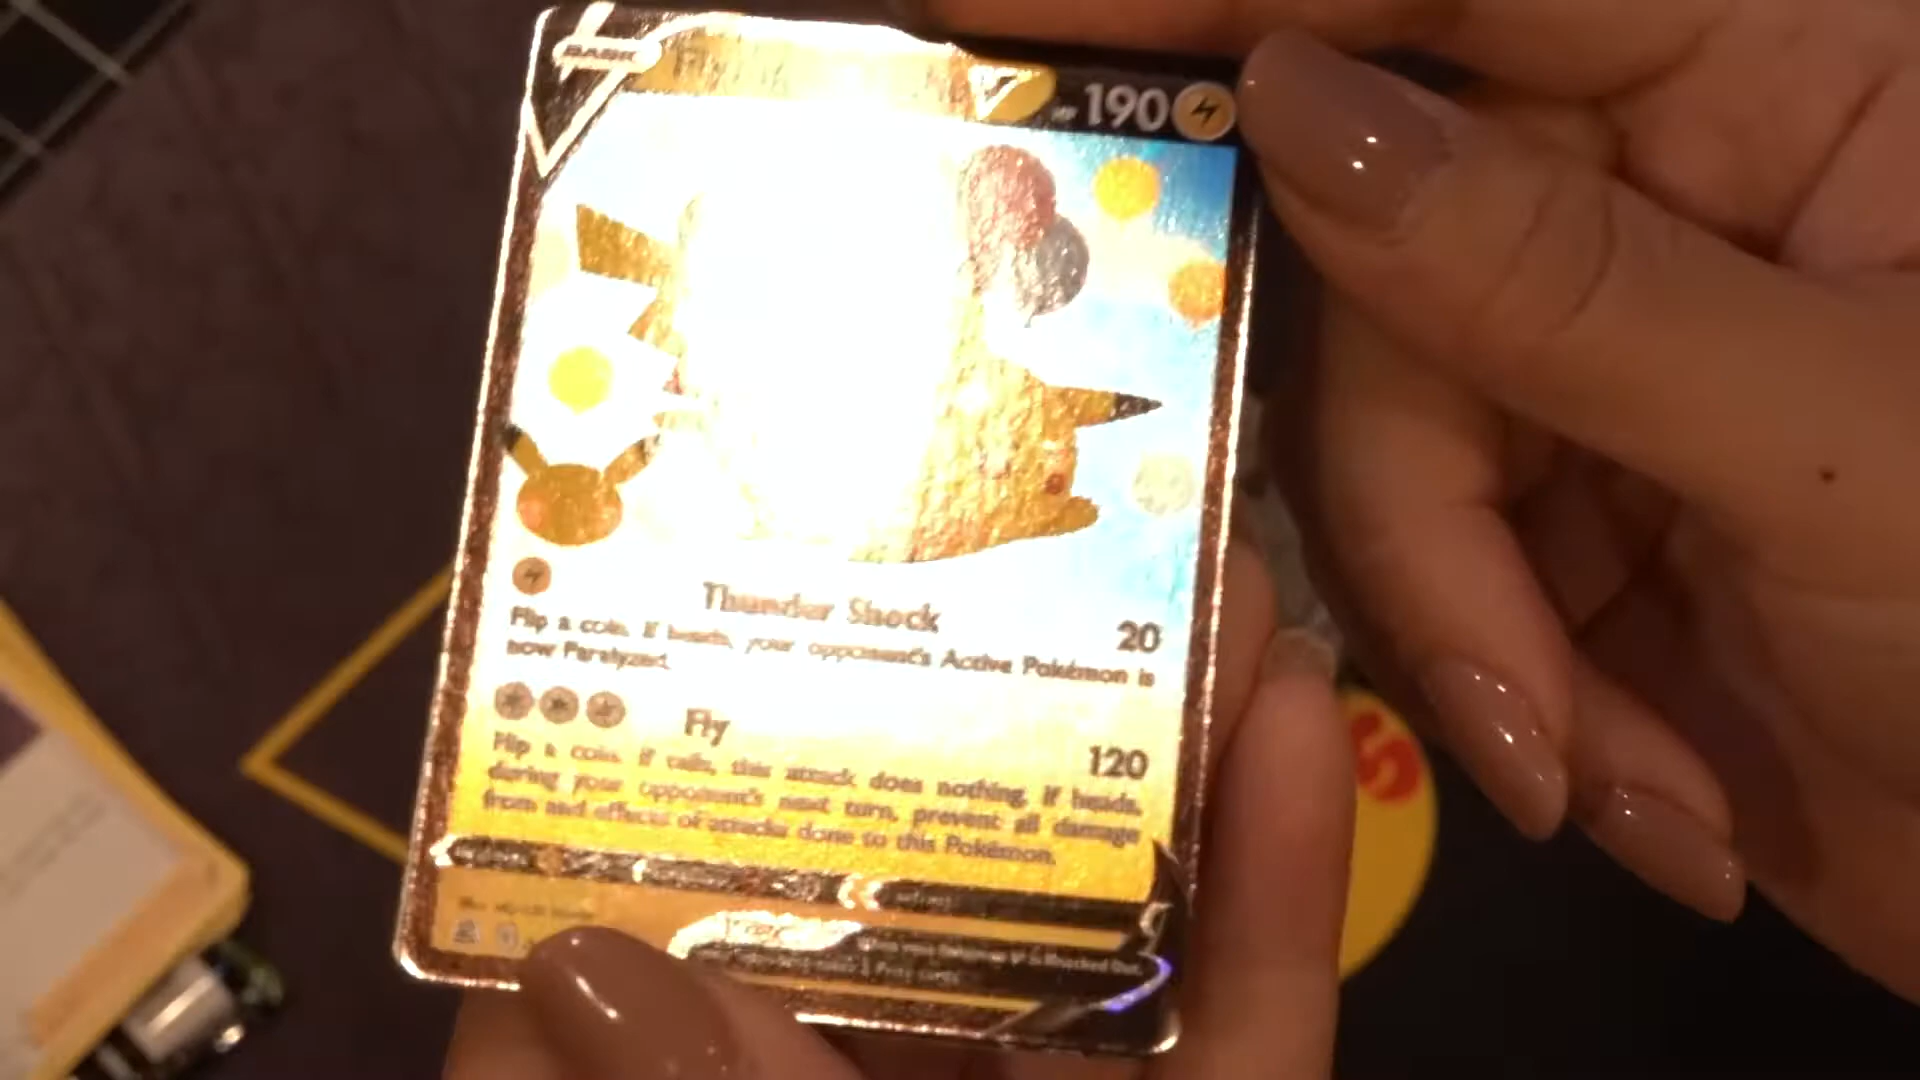 BASIC
Fly
190
Thunder Shock
20
Flip a coin. If heads, your opponent's Active Pokémon is
now Paralyzed.
Fly
120
Flip a coin. If tails, this attack does nothing. If heads,
during your opponent's next turn, prevent all damage
from and effects of attacks done to this Pokémon.